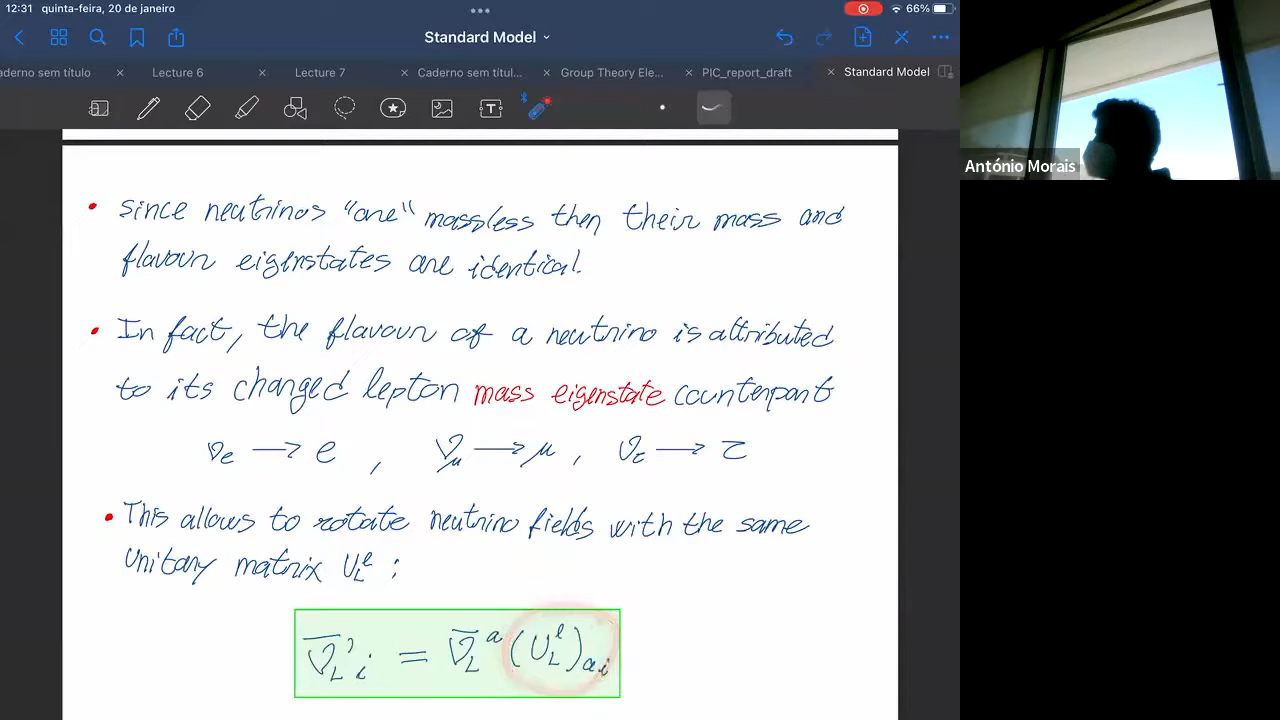 12:31 quinta-feira, 20 de janeiro
66%
Standard Model
aderno sem título
Lecture 6
Lecture 7
Caderno sem títul...
Group Theory Ele...
PIC_report_draft
Standard Model
António Morais
• Since neutrinos "are" massless then their mass and
flavour eigenstates are identical.
• In fact, the flavour of a neutrino is attributed
to its charged lepton mass eigenstate counterpart
νe → e , νμ → μ , ντ → τ
• This allows to rotate neutrino fields with the same
unitary matrix U_L^ℓ :
ν̄_L'_i = ν̄_L^a (U_L^ℓ)_ai